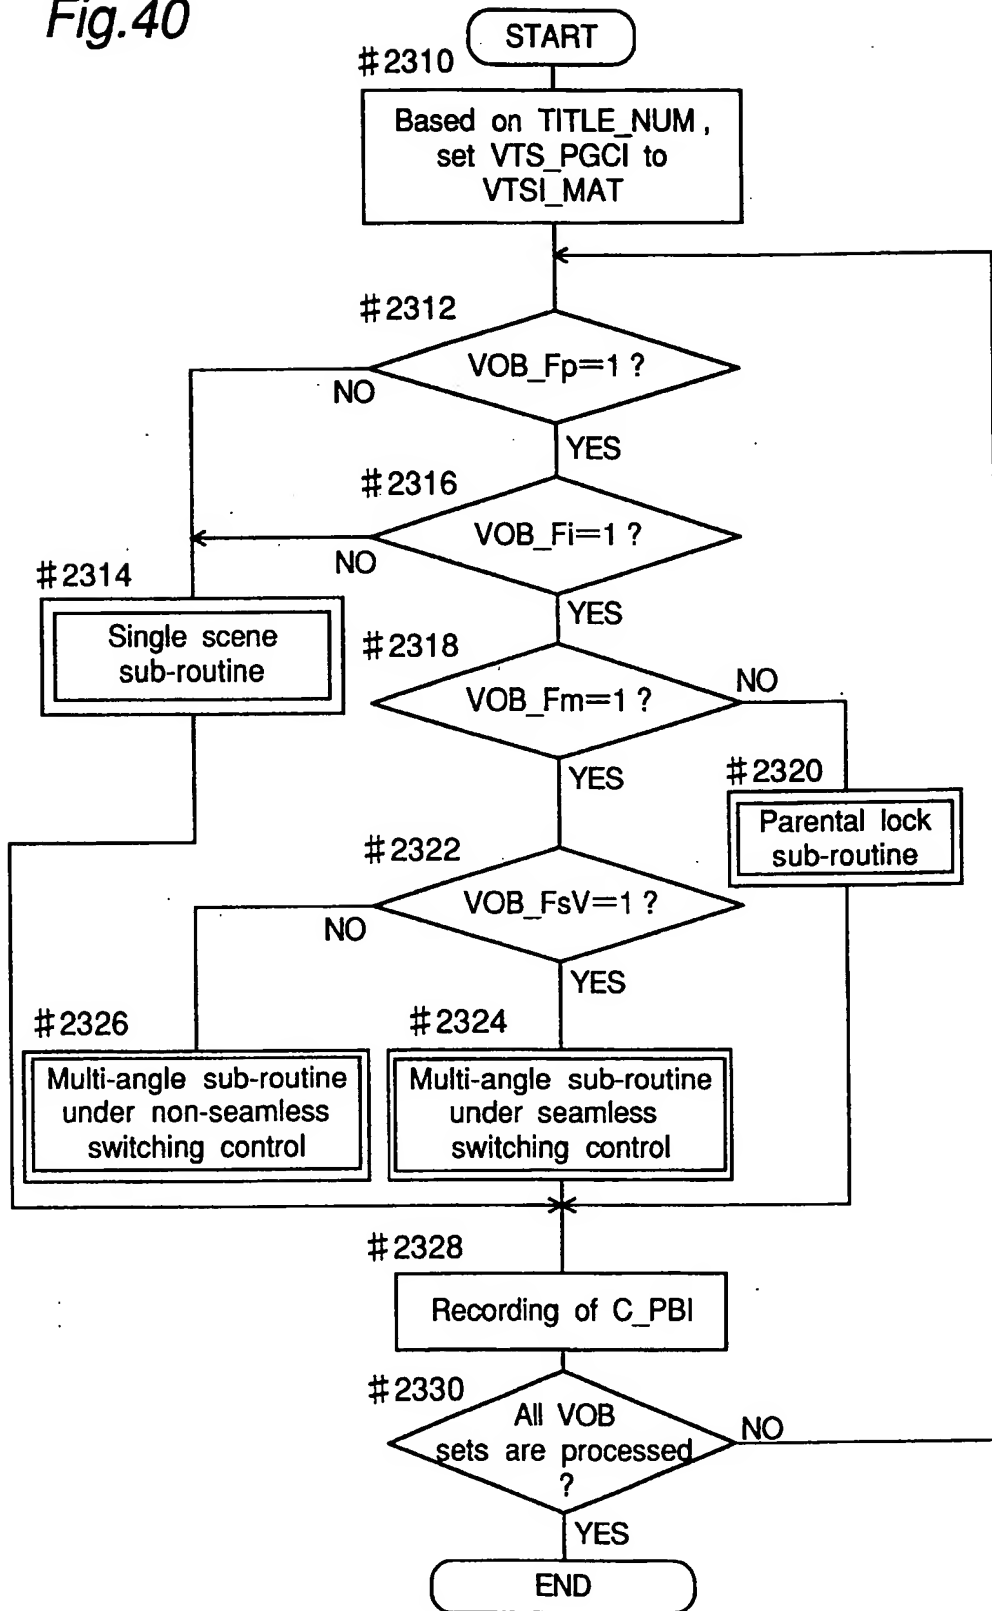 Fig.40
START
#2310
Based on TITLE_NUM,
set VTS_PGCI to
VTSI_MAT
#2312
VOB_Fp=1 ?
NO
YES
#2316
VOB_Fi=1 ?
NO
YES
#2314
Single scene
sub-routine
#2318
VOB_Fm=1 ?
NO
YES
#2320
Parental lock
sub-routine
#2322
VOB_FsV=1 ?
NO
YES
#2326
Multi-angle sub-routine
under non-seamless
switching control
#2324
Multi-angle sub-routine
under seamless
switching control
#2328
Recording of C_PBI
#2330
All VOB
sets are processed
?
NO
YES
END